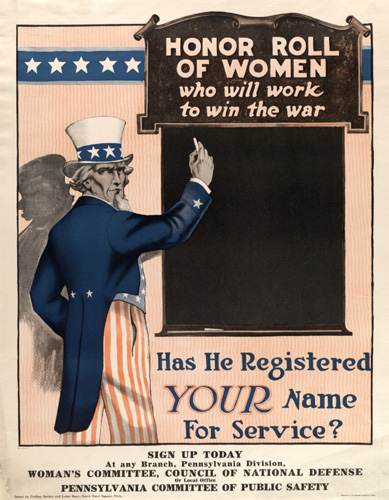 HONOR ROLL
OF WOMEN
who will work
to win the war
Has He Registered
YOUR Name
For Service?
SIGN UP TODAY
At any Branch, Pennsylvania Division,
WOMAN'S COMMITTEE, COUNCIL OF NATIONAL DEFENSE
Or Local Office
PENNSYLVANIA COMMITTEE OF PUBLIC SAFETY